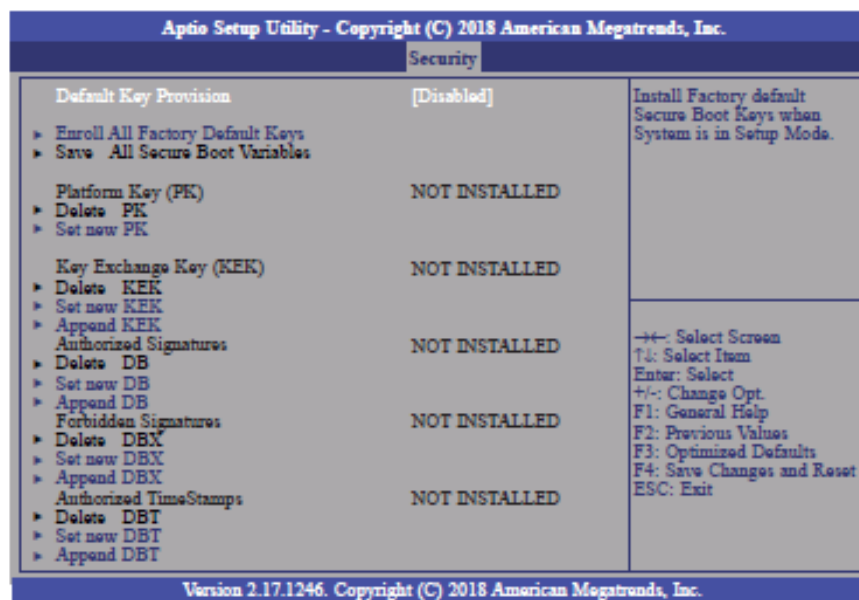 Aptio Setup Utility - Copyright (C) 2018 American Megatrends, Inc.
Security
Default Key Provision [Disabled]
► Enroll All Factory Default Keys
► Save All Secure Boot Variables
Platform Key (PK) NOT INSTALLED
► Delete PK
► Set new PK
Key Exchange Key (KEK) NOT INSTALLED
► Delete KEK
► Set new KEK
► Append KEK
Authorized Signatures NOT INSTALLED
► Delete DB
► Set new DB
► Append DB
Forbidden Signatures NOT INSTALLED
► Delete DBX
► Set new DBX
► Append DBX
Authorized TimeStamps NOT INSTALLED
► Delete DBT
► Set new DBT
► Append DBT
Install Factory default
Secure Boot Keys when
System is in Setup Mode.
→←: Select Screen
↑↓: Select Item
Enter: Select
+/-: Change Opt.
F1: General Help
F2: Previous Values
F3: Optimized Defaults
F4: Save Changes and Reset
ESC: Exit
Version 2.17.1246. Copyright (C) 2018 American Megatrends, Inc.